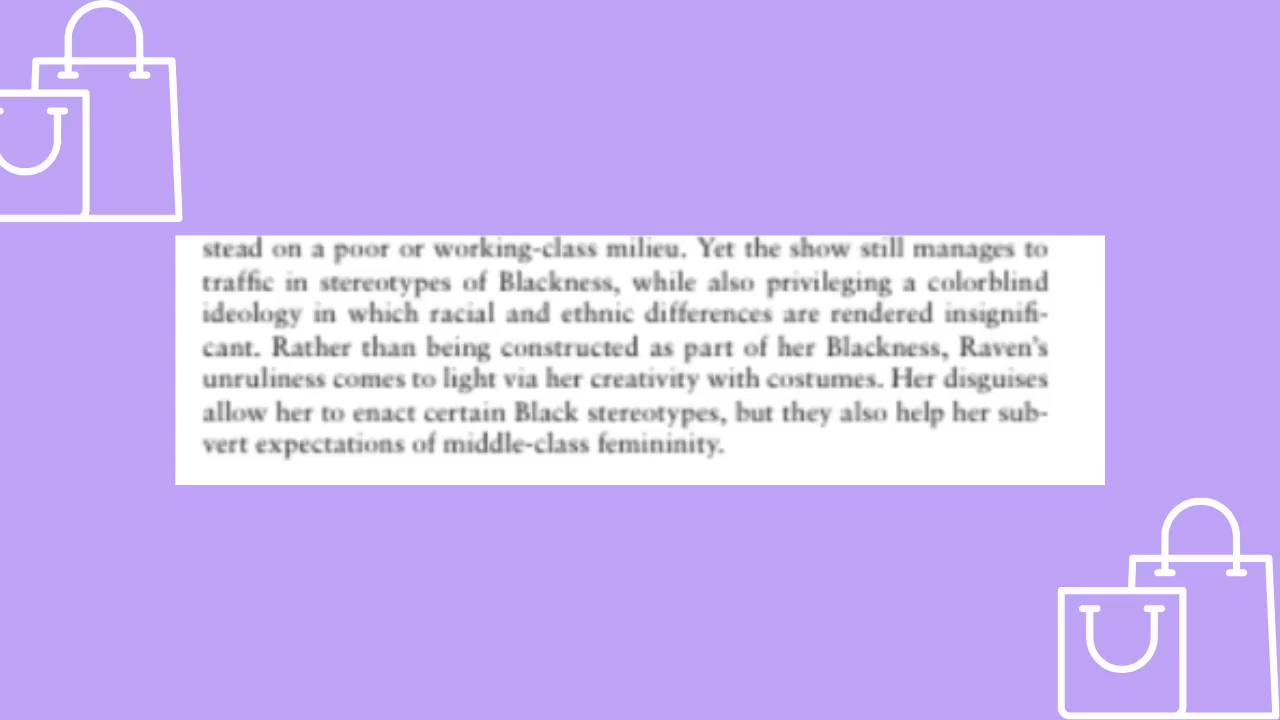 stead on a poor or working-class milieu. Yet the show still manages to
traffic in stereotypes of Blackness, while also privileging a colorblind
ideology in which racial and ethnic differences are rendered insignifi-
cant. Rather than being constructed as part of her Blackness, Raven's
unruliness comes to light via her creativity with costumes. Her disguises
allow her to enact certain Black stereotypes, but they also help her sub-
vert expectations of middle-class femininity.